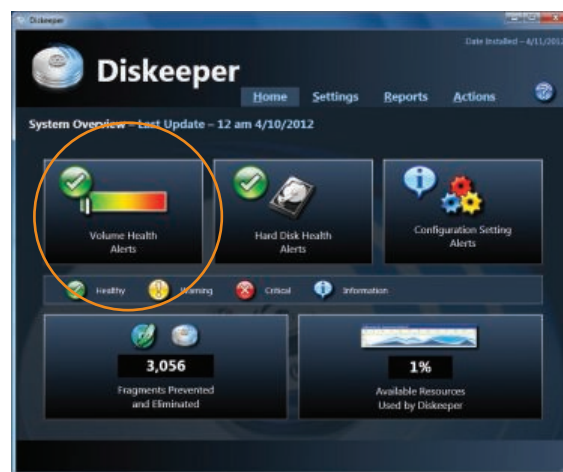 Diskeeper
Date Installed – 4/11/2012
Diskeeper
Home Settings Reports Actions
System Overview – Last Update – 12 am 4/10/2012
Volume Health
Alerts
Hard Disk Health
Alerts
Configuration Setting
Alerts
Healthy Warning Critical Information
3,056
Fragments Prevented
and Eliminated
1%
Available Resources
Used by Diskeeper